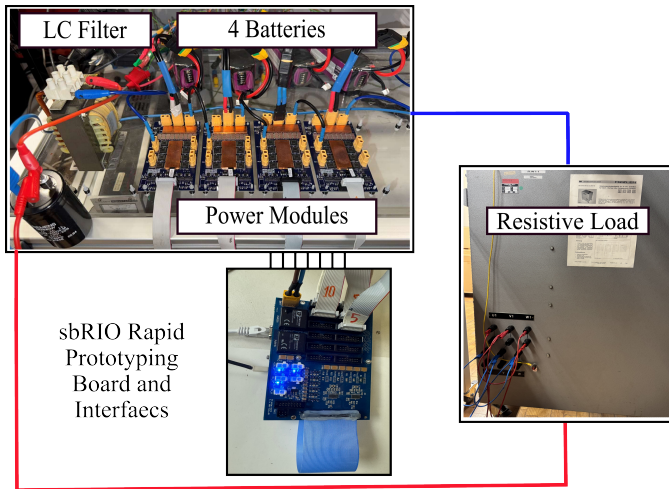 LC Filter
4 Batteries
Power Modules
Resistive Load
10
5
sbRIO Rapid
Prototyping
Board and
Interfaecs